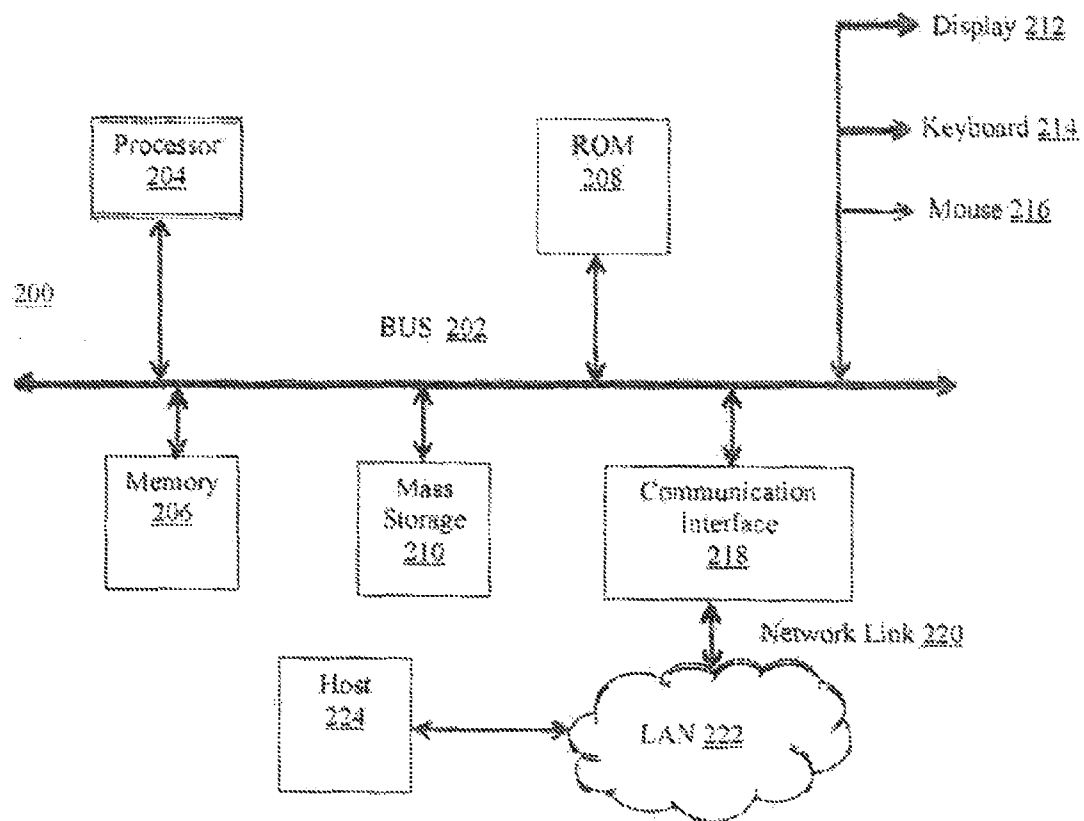 Display 212
Processor
204
ROM
208
Keyboard 214
Mouse 216
200
BUS 202
Memory
206
Mass
Storage
210
Communication
Interface
218
Network Link 220
Host
224
LAN 222